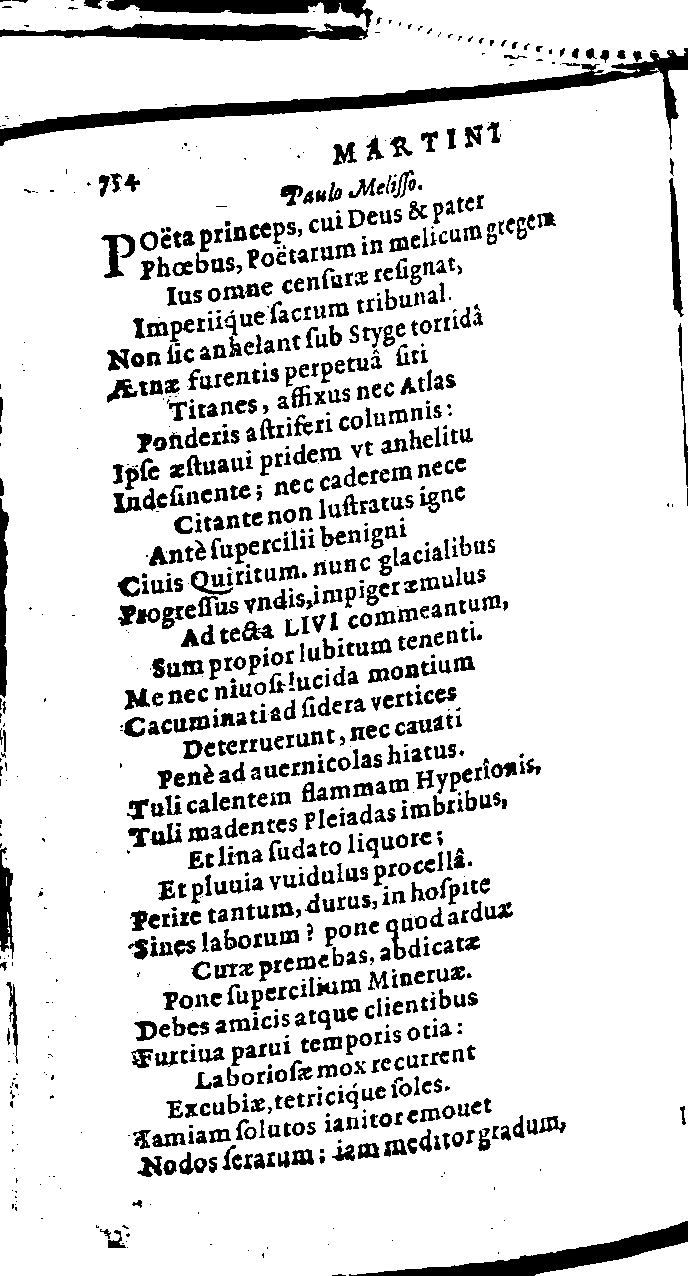 754
MARTINI
Paulo Melisso.
POëta princeps, cui Deus & pater
Phœbus, Poëtarum in melicum gregem
Ius omne censuræ resignat,
Imperiíque sacrum tribunal.
Non sic anhelant sub Styge torridâ
Ætnæ furentis perpetuâ siti
Titanes, affixus nec Atlas
Ponderis astriferi columnis:
Ipse æstuaui pridem vt anhelitu
Indesinente; nec caderem nece
Citante non lustratus igne
Antè supercilii benigni
Ciuis Quiritum. nunc glacialibus
Progressus vndis, impiger æmulus
Ad tecta LIVI commeantum,
Sum propior lubitum tenenti.
Me nec niuosi lucida montium
Cacuminati ad sidera vertices
Deterruerunt, nec cauati
Penè ad auernicolas hiatus.
Tuli calentem flammam Hyperîonis,
Tuli madentes Pleiadas imbribus,
Et lina sudato liquore;
Et pluuia vuidulus procellâ.
Perire tantum, durus, in hospite
Sines laborum? pone quod arduæ
Curæ premebas, abdicatæ
Pone supercilium Mineruæ.
Debes amicis atque clientibus
Furtiua parui temporis otia:
Laboriosæ mox recurrent
Excubiæ, tetricíque soles.
Iamiam solutos ianitor emouet
Nodos serarum; iam meditor gradum,